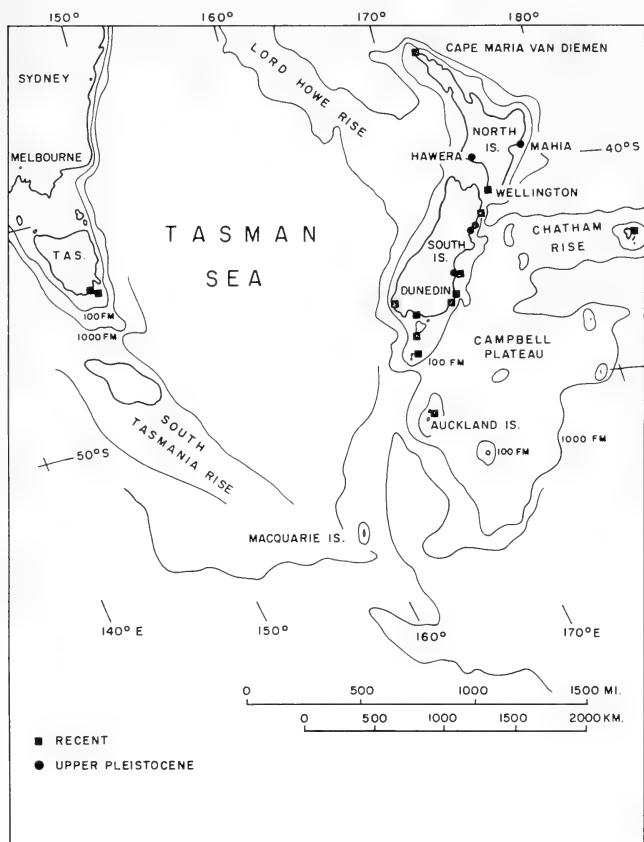 150° 160° 170° 180°
CAPE MARIA VAN DIEMEN
SYDNEY
LORD HOWE RISE
NORTH
IS.
MELBOURNE
HAWERA
MAHIA
40°S
WELLINGTON
TASMAN
SEA
CHATHAM
RISE
TAS.
SOUTH
IS.
DUNEDIN
100 FM
1000 FM
CAMPBELL
PLATEAU
100 FM
SOUTH
TASMANIA RISE
AUCKLAND IS.
1000 FM
50°S
100 FM
MACQUARIE IS.
140°E 150° 160° 170°E
0 500 1000 1500 MI.
0 500 1000 1500 2000 KM.
RECENT
UPPER PLEISTOCENE